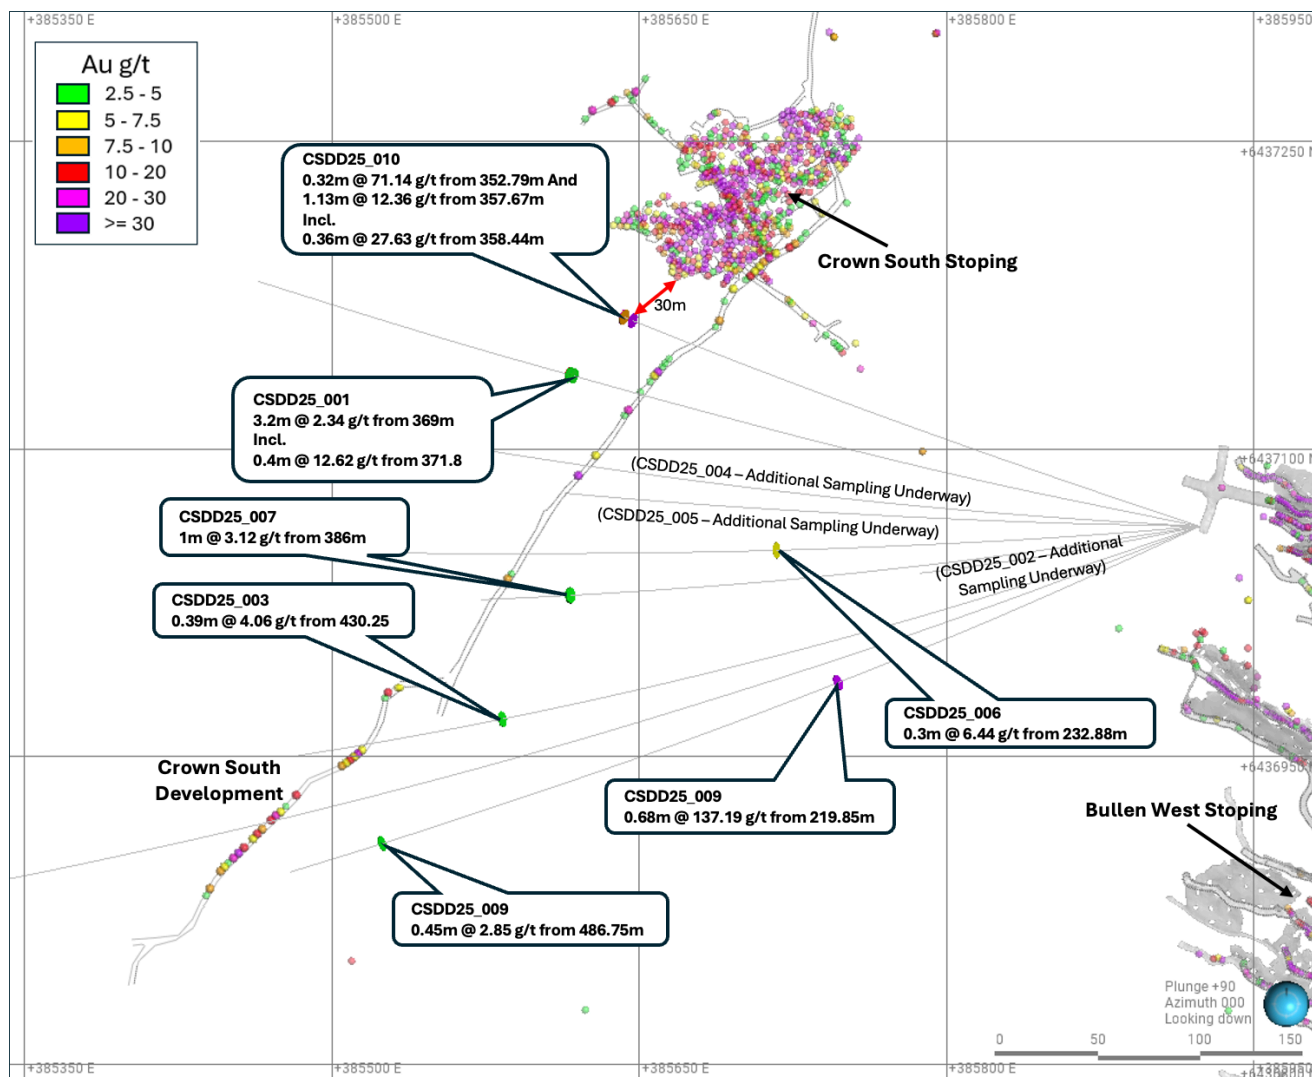 +385350 E
+385500 E
+385650 E
+385800 E
+385950
Au g/t
2.5 - 5
5 - 7.5
7.5 - 10
10 - 20
20 - 30
>= 30
+6437250 N
CSDD25_010
0.32m @ 71.14 g/t from 352.79m And
1.13m @ 12.36 g/t from 357.67m
Incl.
0.36m @ 27.63 g/t from 358.44m
Crown South Stoping
30m
CSDD25_001
3.2m @ 2.34 g/t from 369m
Incl.
0.4m @ 12.62 g/t from 371.8
+6437100 N
(CSDD25_004 – Additional Sampling Underway)
(CSDD25_005 – Additional Sampling Underway)
(CSDD25_002 – Additional
Sampling Underway)
CSDD25_007
1m @ 3.12 g/t from 386m
CSDD25_003
0.39m @ 4.06 g/t from 430.25
CSDD25_006
0.3m @ 6.44 g/t from 232.88m
+6436950 N
Crown South
Development
CSDD25_009
0.68m @ 137.19 g/t from 219.85m
Bullen West Stoping
CSDD25_009
0.45m @ 2.85 g/t from 486.75m
Plunge +90
Azimuth 000
Looking down
0
50
100
150
+385350 E
+385500 E
+385650 E
+385800 E